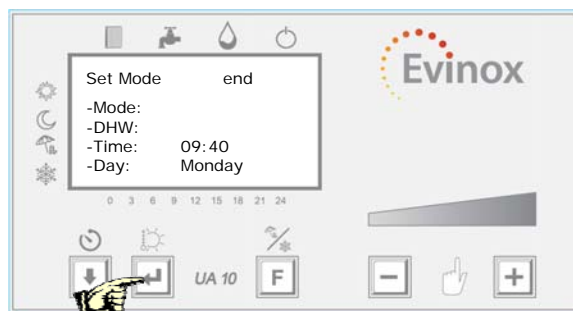 Evinox
Set Mode end
-Mode:
-DHW:
-Time: 09:40
-Day: Monday
0 3 6 9 12 15 18 21 24
UA 10
F
- +